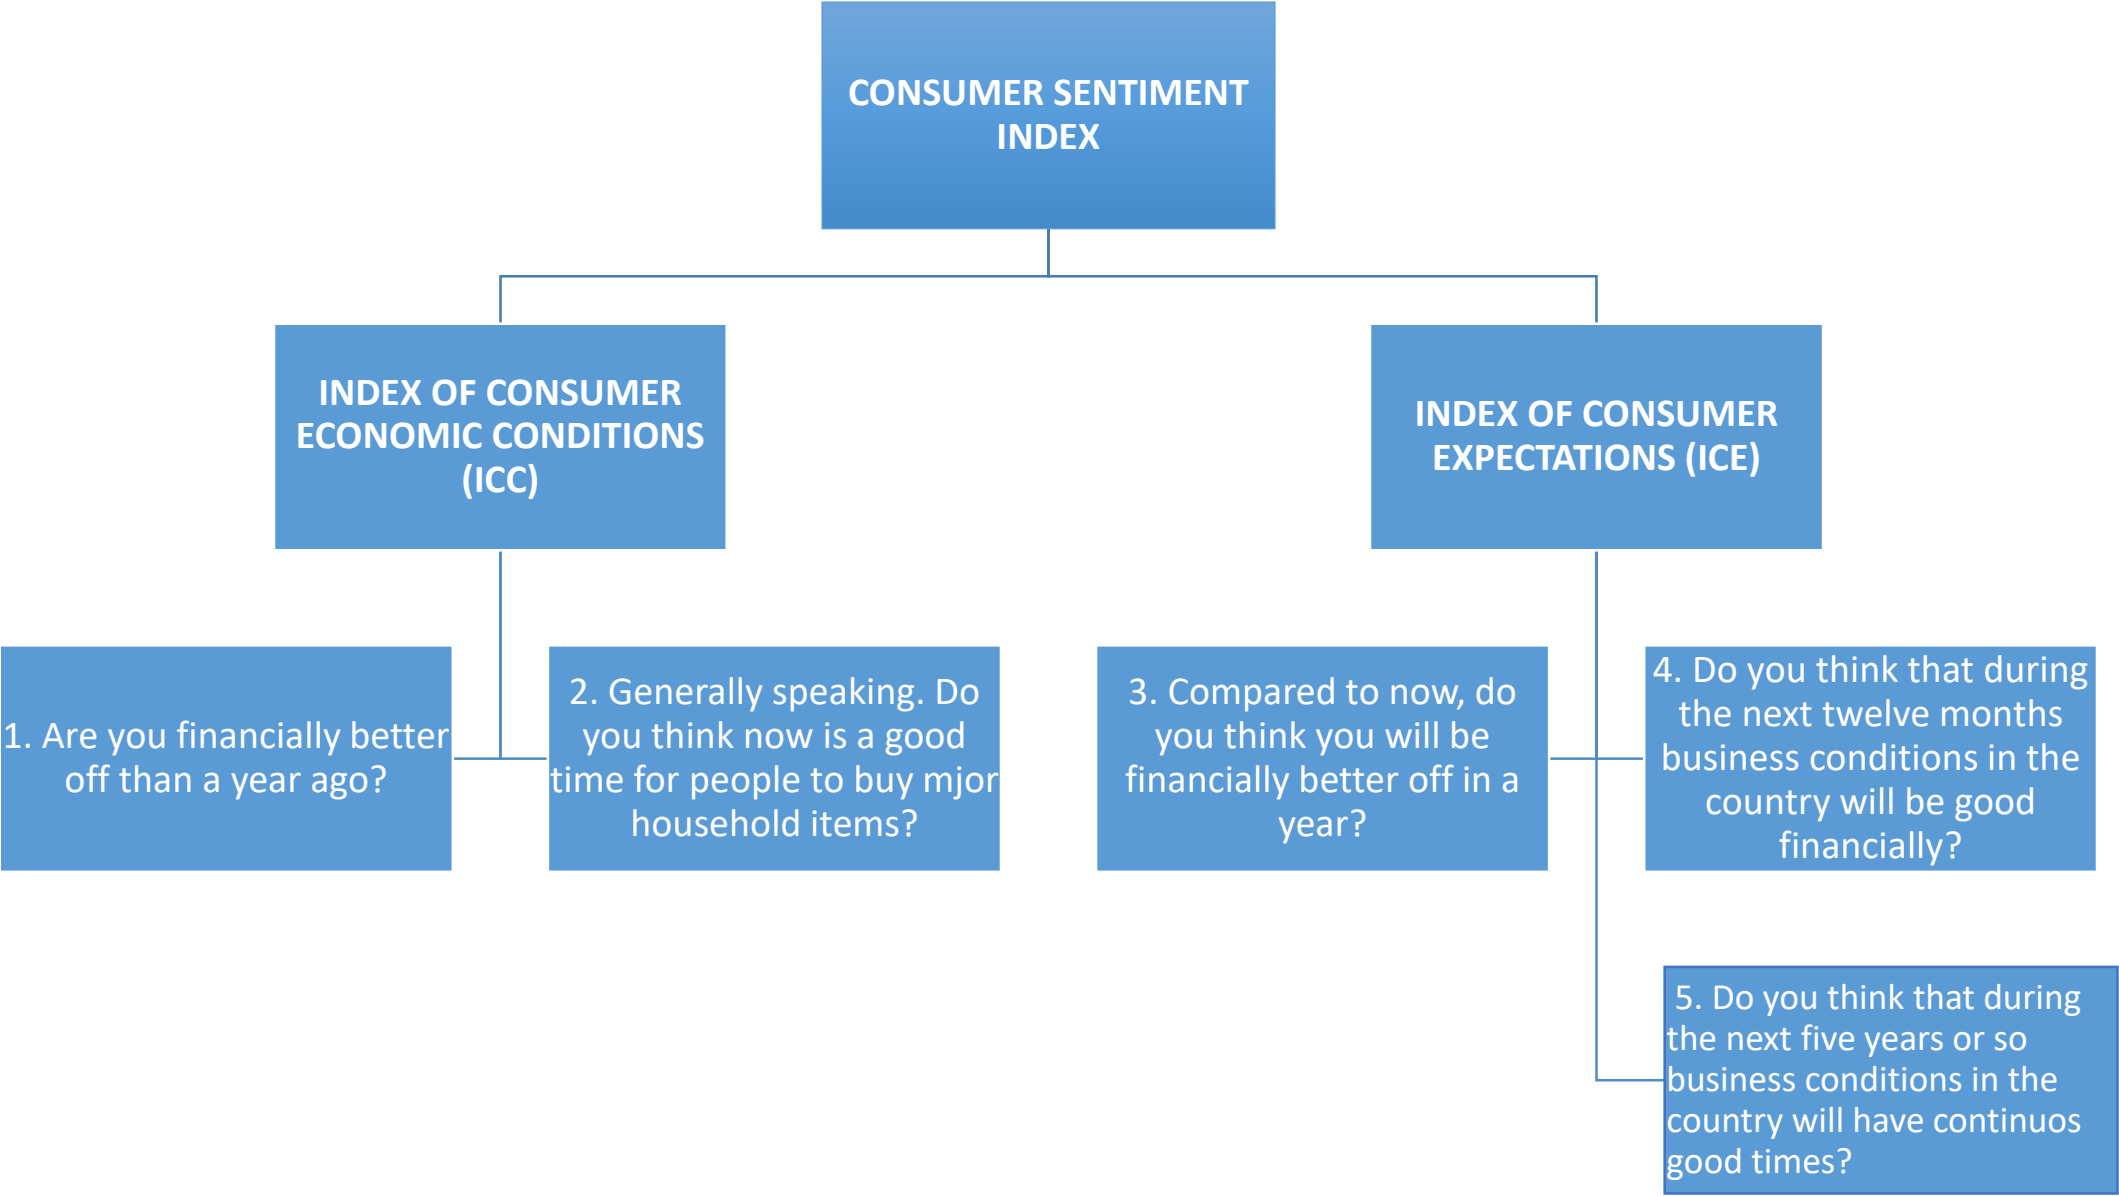 CONSUMER SENTIMENT
INDEX
INDEX OF CONSUMER
ECONOMIC CONDITIONS
(ICC)
INDEX OF CONSUMER
EXPECTATIONS (ICE)
1. Are you financially better
off than a year ago?
2. Generally speaking. Do
you think now is a good
time for people to buy mjor
household items?
3. Compared to now, do
you think you will be
financially better off in a
year?
4. Do you think that during
the next twelve months
business conditions in the
country will be good
financially?
5. Do you think that during
the next five years or so
business conditions in the
country will have continuos
good times?